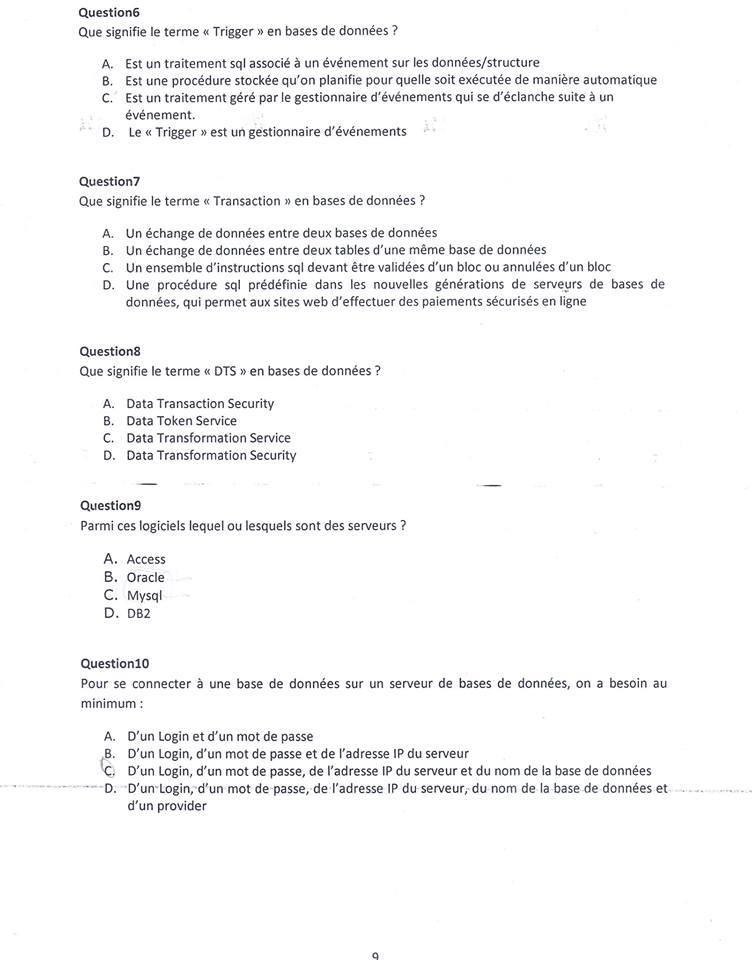 Question6
Que signifie le terme « Trigger » en bases de données ?
A. Est un traitement sql associé à un événement sur les données/structure
B. Est une procédure stockée qu'on planifie pour quelle soit exécutée de manière automatique
C. Est un traitement géré par le gestionnaire d'événements qui se d'éclanche suite à un
événement.
D. Le « Trigger » est un gestionnaire d'événements
Question7
Que signifie le terme « Transaction » en bases de données ?
A. Un échange de données entre deux bases de données
B. Un échange de données entre deux tables d'une même base de données
C. Un ensemble d'instructions sql devant être validées d'un bloc ou annulées d'un bloc
D. Une procédure sql prédéfinie dans les nouvelles générations de serveurs de bases de
données, qui permet aux sites web d'effectuer des paiements sécurisés en ligne
Question8
Que signifie le terme « DTS » en bases de données ?
A. Data Transaction Security
B. Data Token Service
C. Data Transformation Service
D. Data Transformation Security
Question9
Parmi ces logiciels lequel ou lesquels sont des serveurs ?
A. Access
B. Oracle
C. Mysql
D. DB2
Question10
Pour se connecter à une base de données sur un serveur de bases de données, on a besoin au
minimum :
A. D'un Login et d'un mot de passe
B. D'un Login, d'un mot de passe et de l'adresse IP du serveur
C. D'un Login, d'un mot de passe, de l'adresse IP du serveur et du nom de la base de données
D. D'un Login, d'un mot de passe, de l'adresse IP du serveur, du nom de la base de données et
d'un provider
9